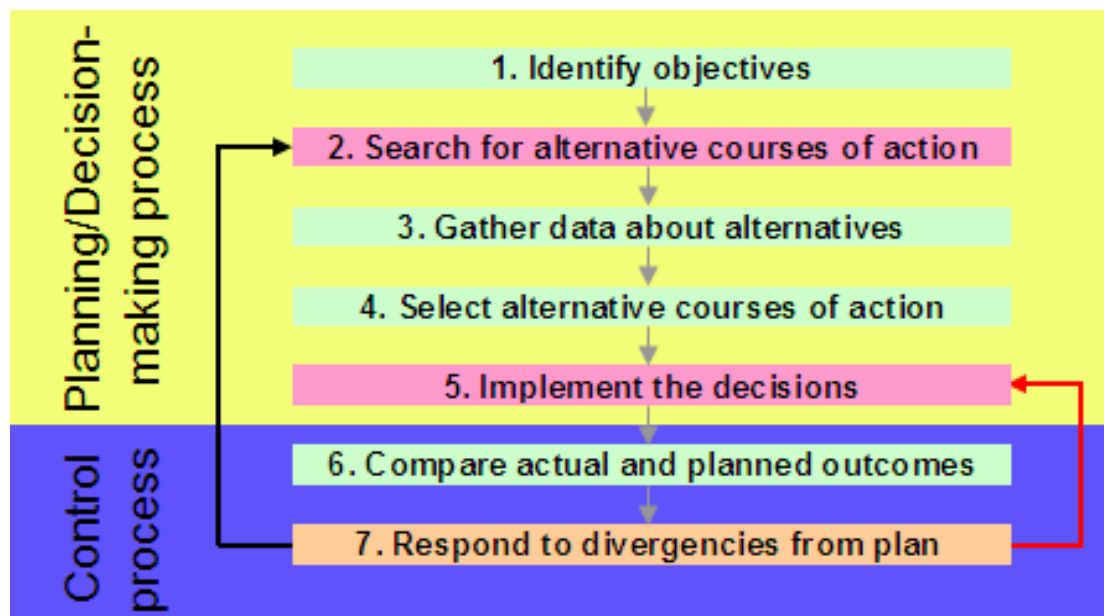 Planning/Decision-
making process
1. Identify objectives
2. Search for alternative courses of action
3. Gather data about alternatives
4. Select alternative courses of action
5. Implement the decisions
Control
process
6. Compare actual and planned outcomes
7. Respond to divergencies from plan